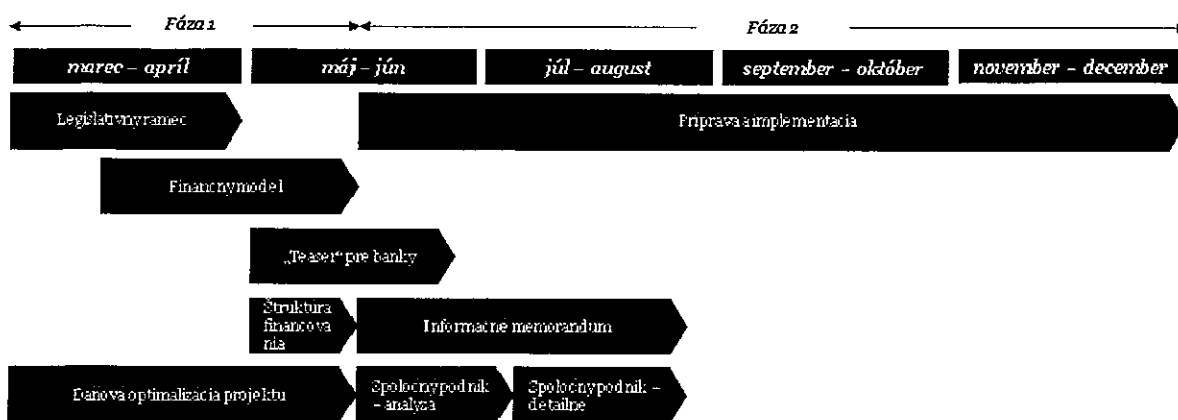 Fáza 1
Fáza 2
marec – apríl
máj – jún
júl – august
september – október
november – december
Legislatívny rámec
Príprava a implementácia
Finančný model
„Teaser“ pre banky
Štruktúra
financova
nia
Informačné memorandum
Daňová optimalizácia projektu
Spoločný podnik
– analýza
Spoločný podnik –
detailne